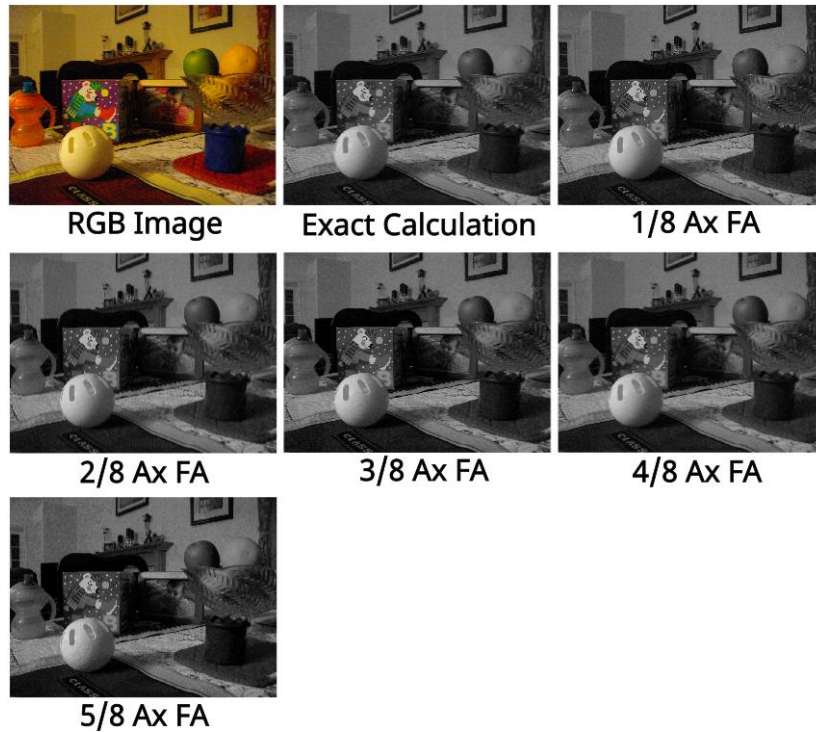 RGB Image
Exact Calculation
1/8 Ax FA
2/8 Ax FA
3/8 Ax FA
4/8 Ax FA
5/8 Ax FA